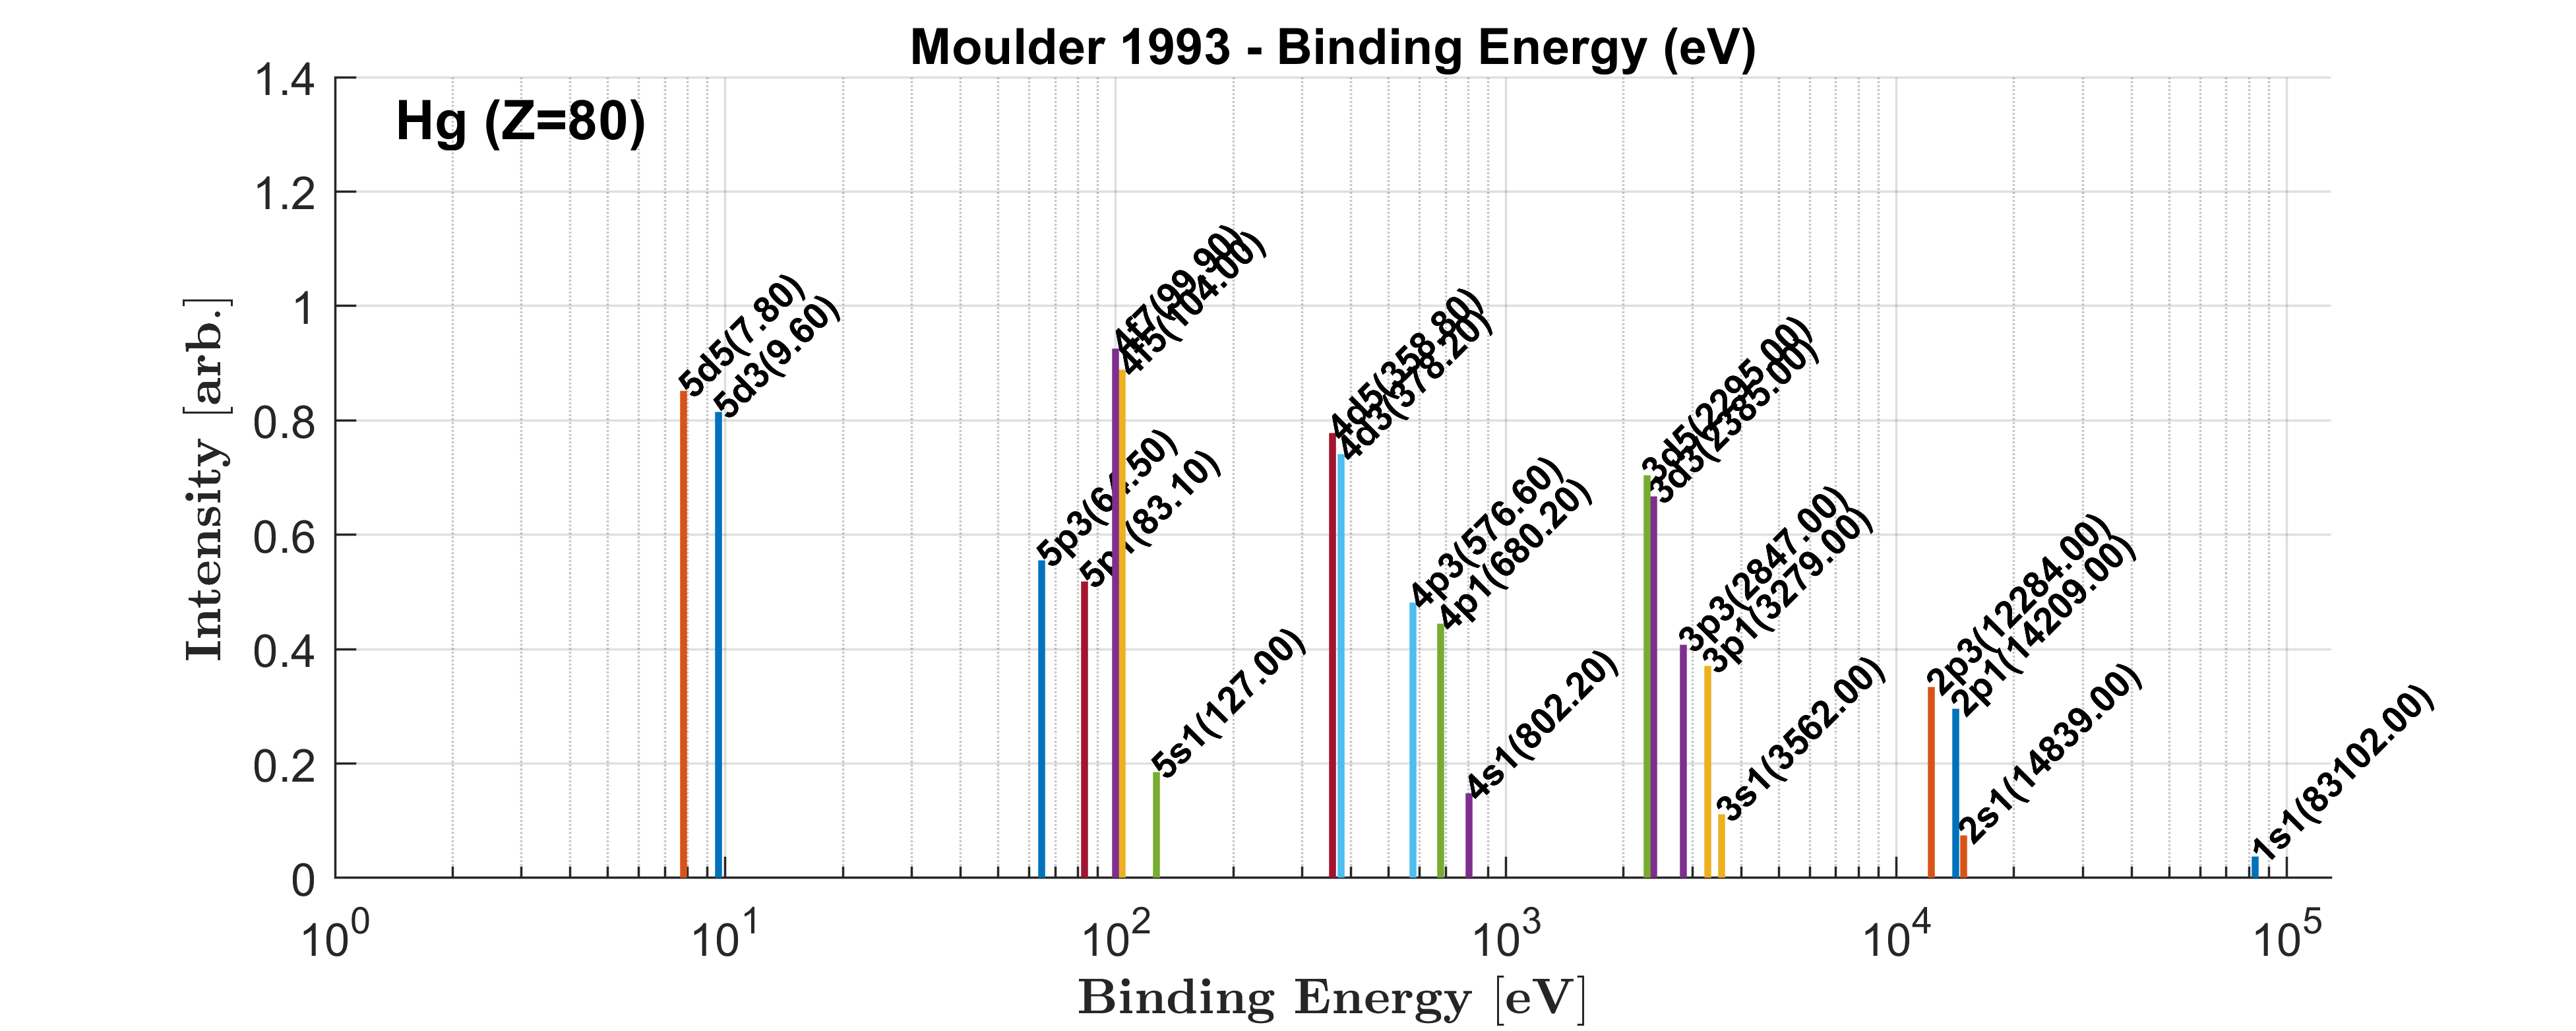 Moulder 1993 - Binding Energy (eV)
Hg (Z=80)
Intensity [arb.]
1.4
1.2
1
0.8
0.6
0.4
0.2
0
5d5(7.80)
5d3(9.60)
5p3(64.50)
5p1(83.10)
4f7(99.90)
4f5(104.00)
5s1(127.00)
4d5(358.80)
4d3(378.20)
4p3(576.60)
4p1(680.20)
4s1(802.20)
3d5(2295.00)
3d3(2385.00)
3p3(2847.00)
3p1(3279.00)
3s1(3562.00)
2p3(12284.00)
2p1(14209.00)
2s1(14839.00)
1s1(83102.00)
10^0 10^1 10^2 10^3 10^4 10^5
Binding Energy [eV]